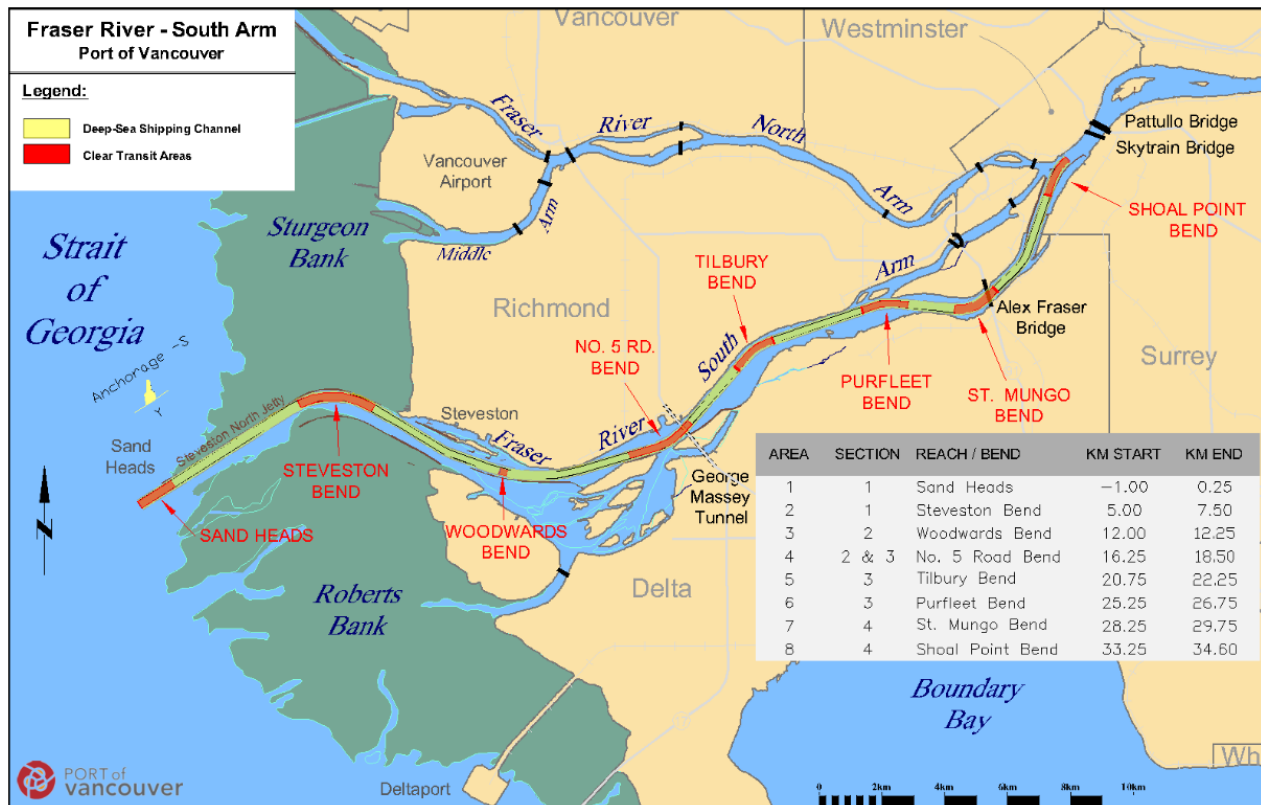 Fraser River - South Arm
Port of Vancouver
Legend:
Deep-Sea Shipping Channel
Clear Transit Areas
Vancouver
Westminster
Fraser
River
North
Arm
Pattullo Bridge
Skytrain Bridge
Vancouver
Airport
Arm
Middle
SHOAL POINT
BEND
Sturgeon
Bank
Strait
of
Georgia
TILBURY
BEND
Arm
Richmond
Alex Fraser
Bridge
NO. 5 RD.
BEND
South
Surrey
Anchorage -S
Y
PURFLEET
BEND
ST. MUNGO
BEND
Steveston North Jetty
Steveston
Fraser
River
Sand
Heads
STEVESTON
BEND
George
Massey
Tunnel
SAND HEADS
WOODWARDS
BEND
N
Roberts
Bank
Delta
AREA SECTION REACH / BEND KM START KM END
1 1 Sand Heads −1.00 0.25
2 1 Steveston Bend 5.00 7.50
3 2 Woodwards Bend 12.00 12.25
4 2 & 3 No. 5 Road Bend 16.25 18.50
5 3 Tilbury Bend 20.75 22.25
6 3 Purfleet Bend 25.25 26.75
7 4 St. Mungo Bend 28.25 29.75
8 4 Shoal Point Bend 33.25 34.60
Boundary
Bay
Wh
PORT of
vancouver
Deltaport
0 2km 4km 6km 8km 10km